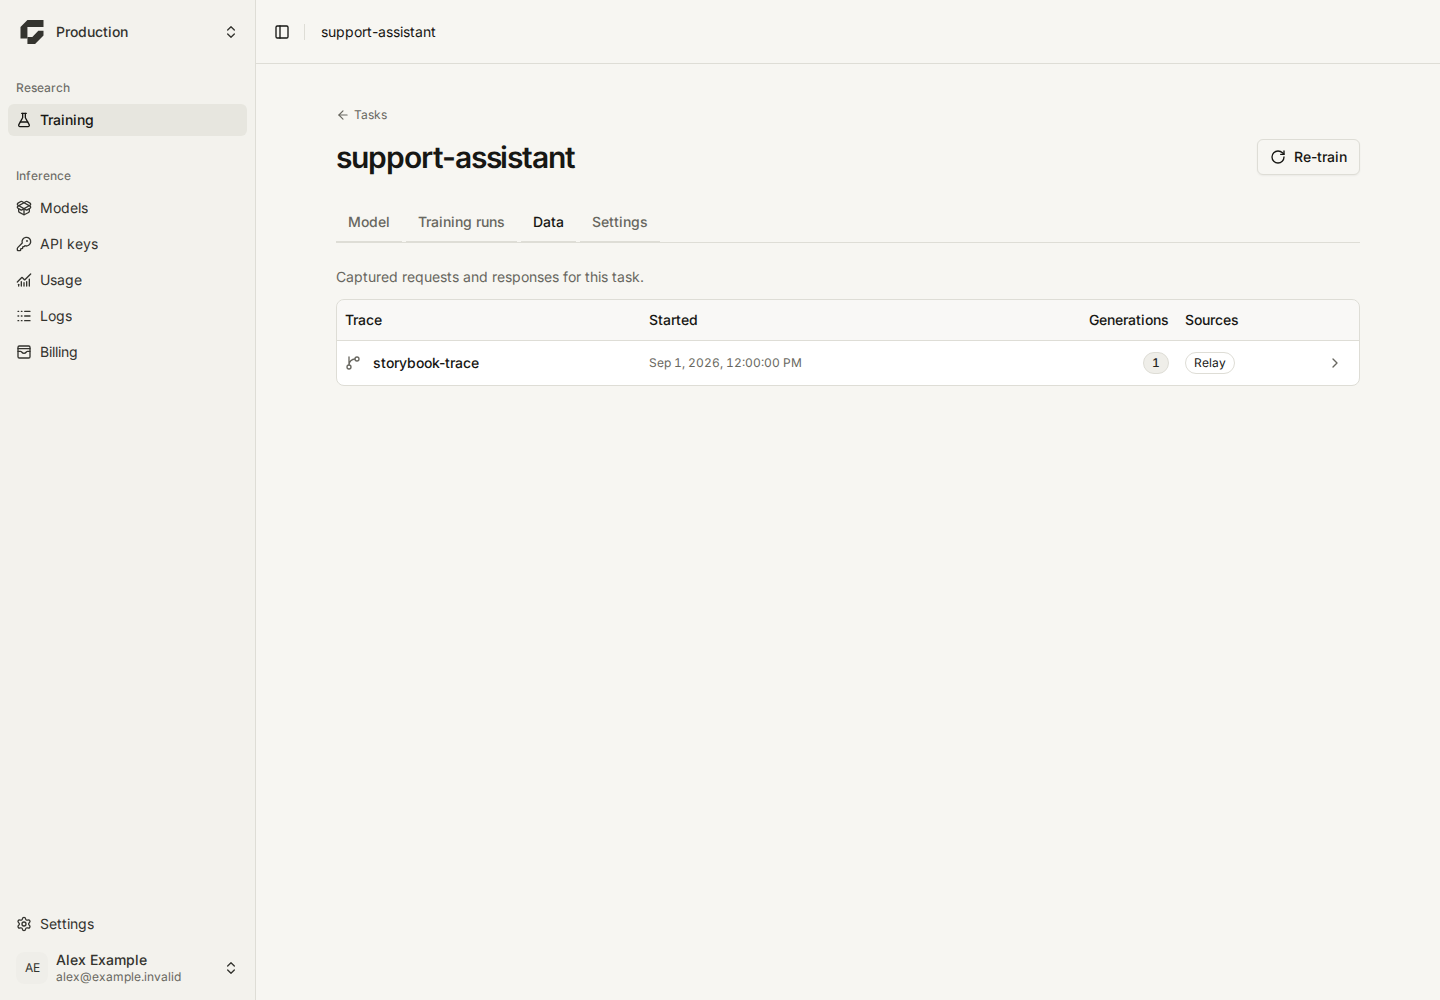 Production
Research
Training
Inference
Models
API keys
Usage
Logs
Billing
Settings
AE
Alex Example
alex@example.invalid
support-assistant
Tasks
support-assistant
Re-train
Model Training runs Data Settings
Captured requests and responses for this task.
Trace Started Generations Sources
storybook-trace Sep 1, 2026, 12:00:00 PM 1 Relay